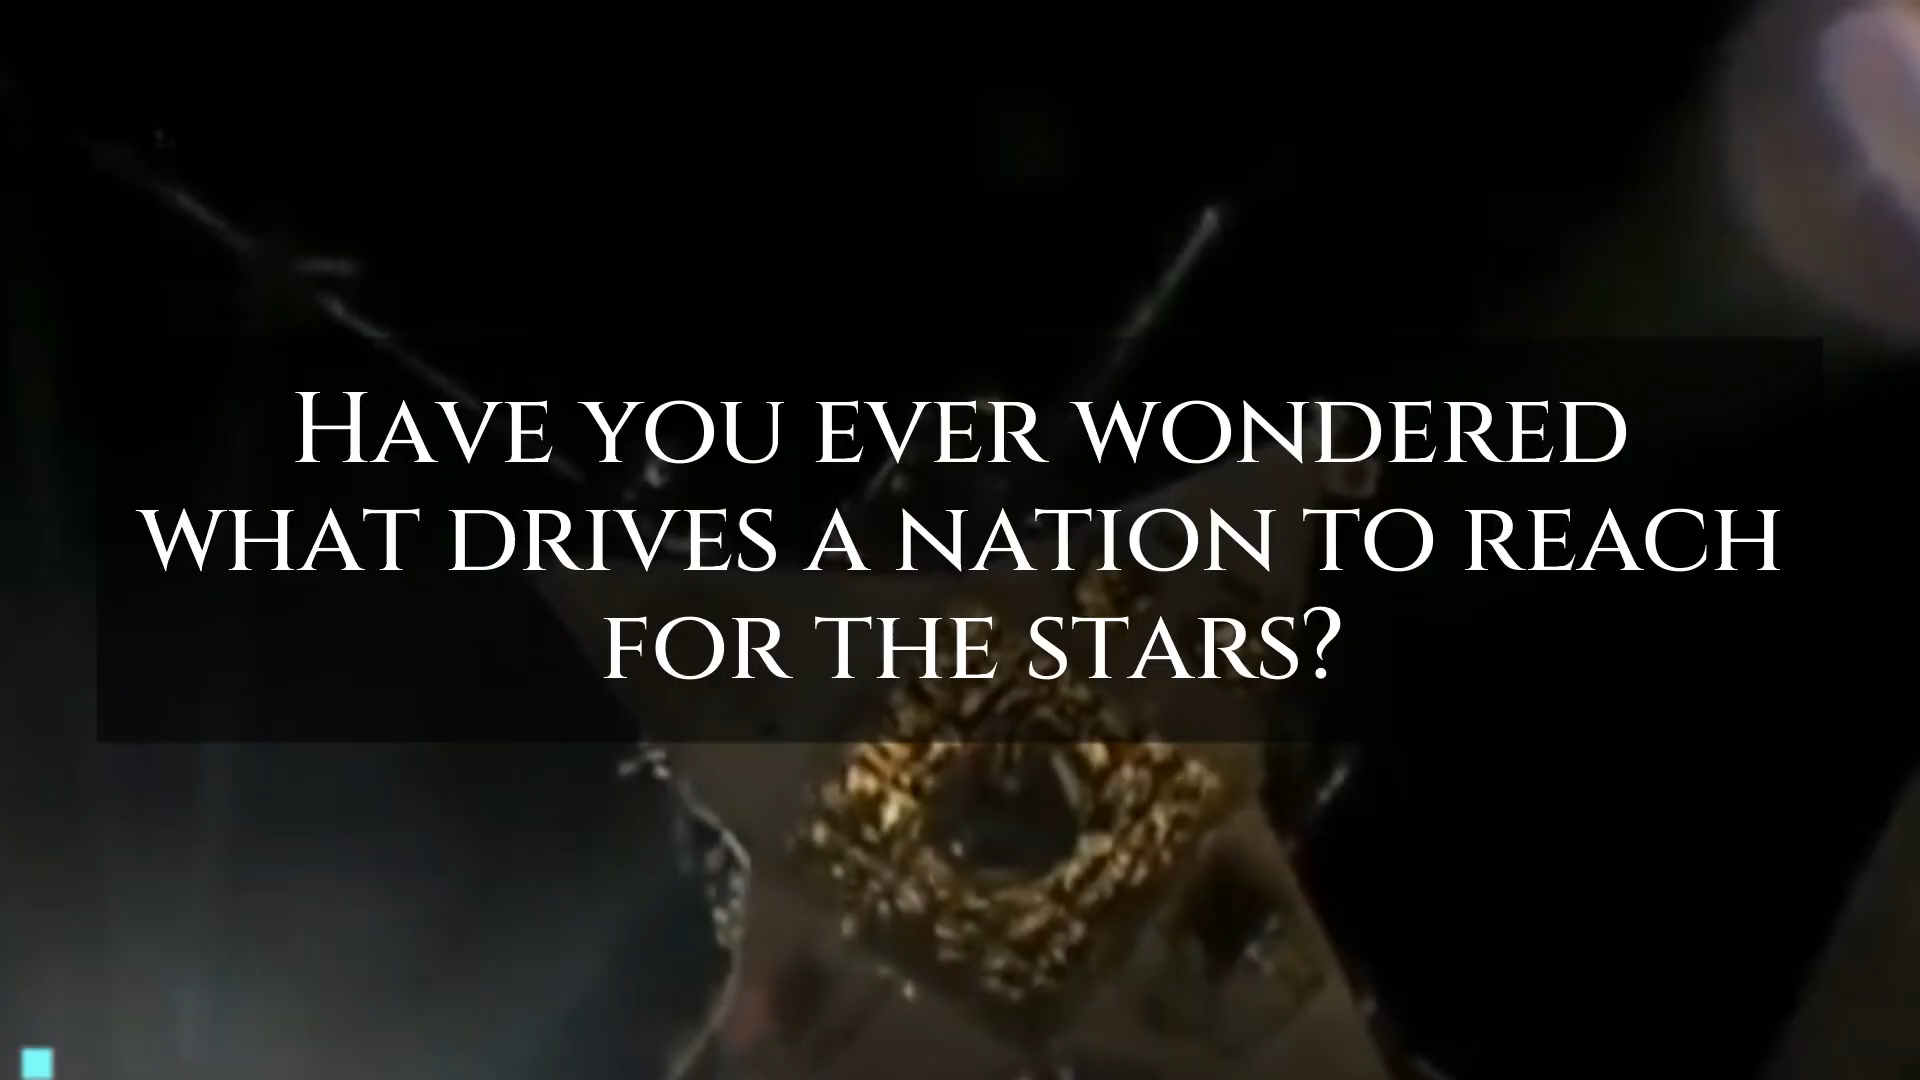 Have you ever wondered
what drives a nation to reach
for the stars?